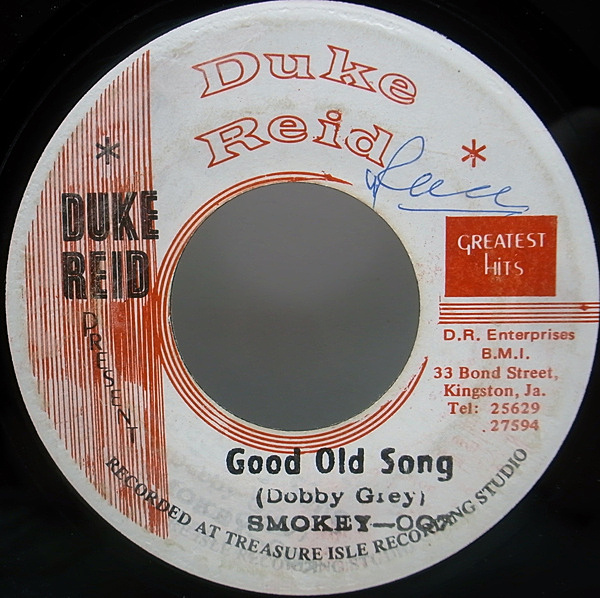 Duke
Reid
*
*
DUKE
REID
PRESENT
GREATEST
HITS
D.R. Enterprises
B.M.I.
33 Bond Street,
Kingston, Ja.
Tel: 25629
27594
Good Old Song
(Dobby Grey)
SMOKEY—
RECORDED AT TREASURE ISLE RECORDING STUDIO